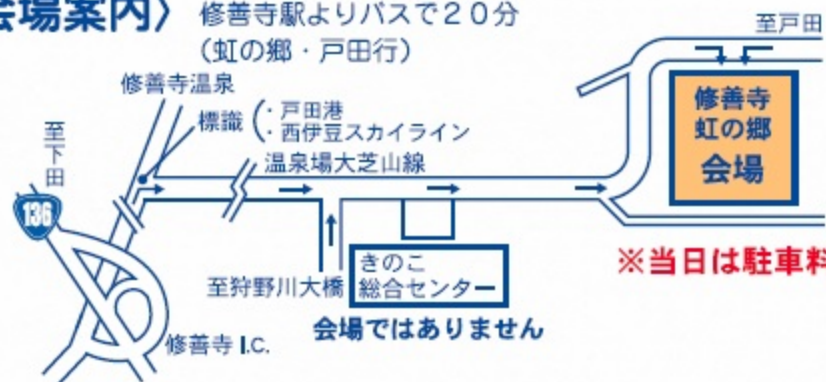 会場案内〉
修善寺駅よりバスで２０分
（虹の郷・戸田行）
至戸田
修善寺温泉
標識
・戸田港
・西伊豆スカイライン
至下田
温泉場大芝山線
修善寺
虹の郷
会場
136
※当日は駐車料
きのこ
総合センター
至狩野川大橋
会場ではありません
修善寺 I.C.